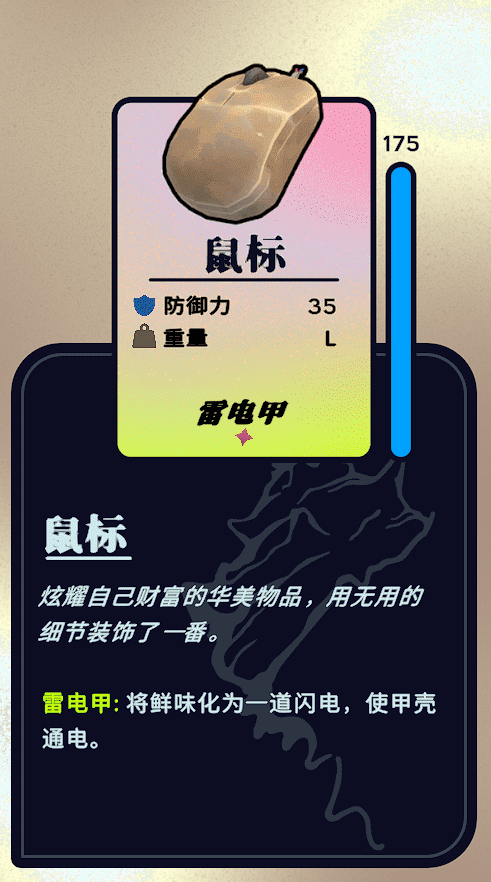 175
鼠标
防御力 35
重量 L
雷电甲
鼠标
炫耀自己财富的华美物品，用无用的
细节装饰了一番。
雷电甲: 将鲜味化为一道闪电，使甲壳
通电。